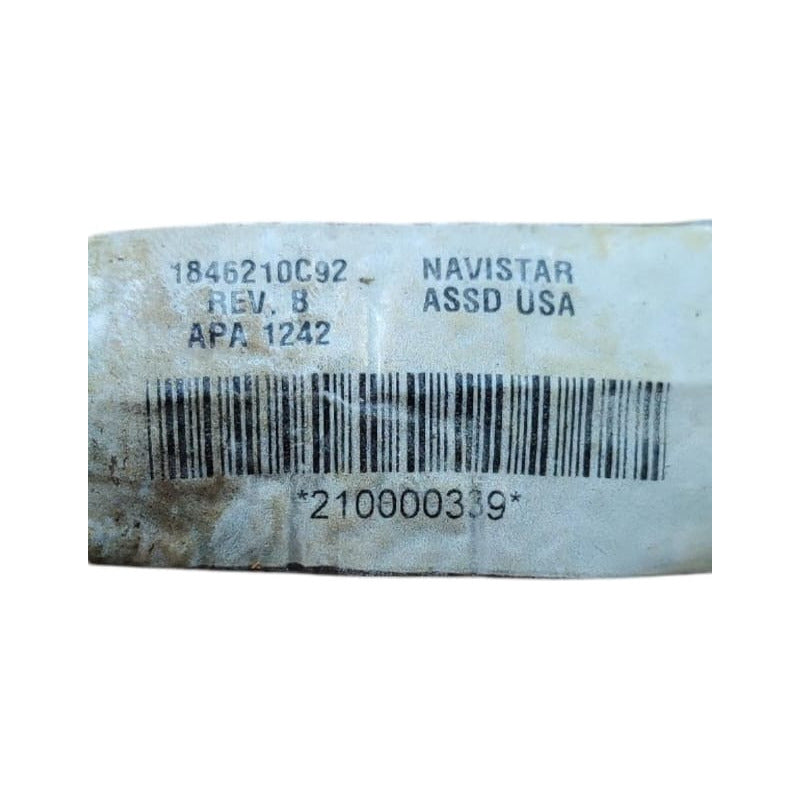 1846210C92 NAVISTAR
REV. B ASSD USA
APA 1242
*210000339*